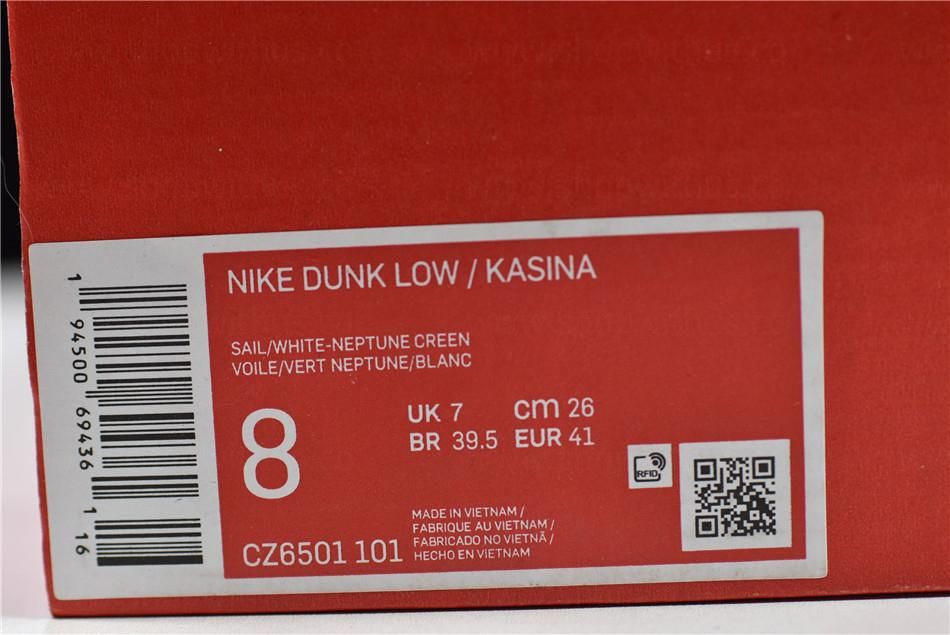 NIKE DUNK LOW / KASINA
SAIL/WHITE-NEPTUNE CREEN
VOILE/VERT NEPTUNE/BLANC
8
UK 7 cm 26
BR 39.5 EUR 41
RFID
CZ6501 101
MADE IN VIETNAM /
FABRIQUE AU VIETNAM /
FABRICADO NO VIETNÃ /
HECHO EN VIETNAM
1 94500 69436 1 16